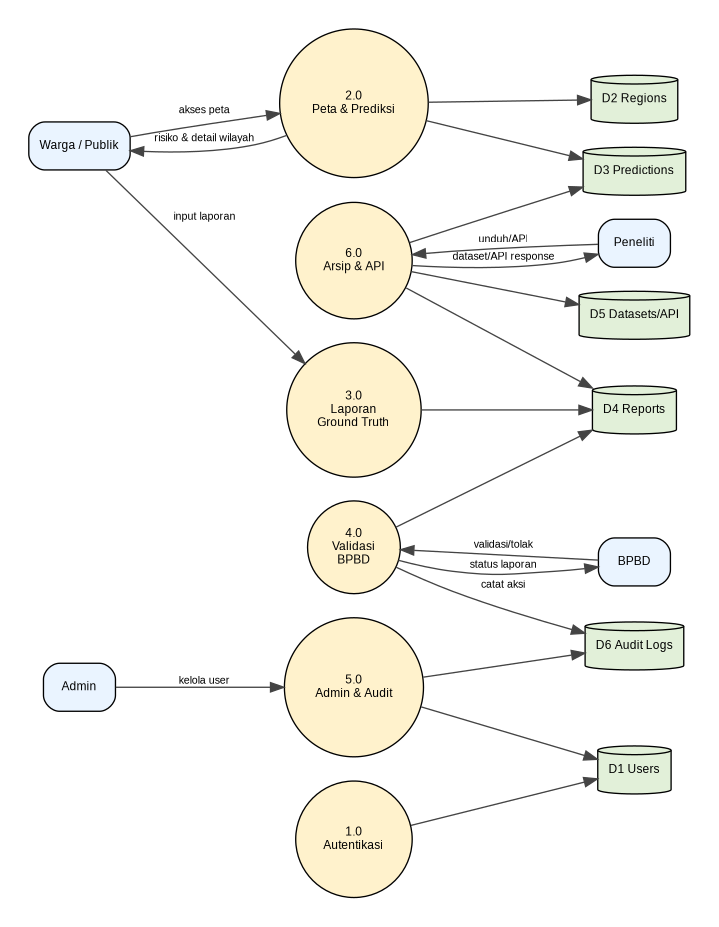 2.0
Peta & Prediksi
D2 Regions
akses peta
risiko & detail wilayah
Warga / Publik
D3 Predictions
input laporan
6.0
Arsip & API
unduh/API
dataset/API response
Peneliti
D5 Datasets/API
3.0
Laporan
Ground Truth
D4 Reports
4.0
Validasi
BPBD
validasi/tolak
status laporan
catat aksi
BPBD
D6 Audit Logs
Admin
kelola user
5.0
Admin & Audit
D1 Users
1.0
Autentikasi